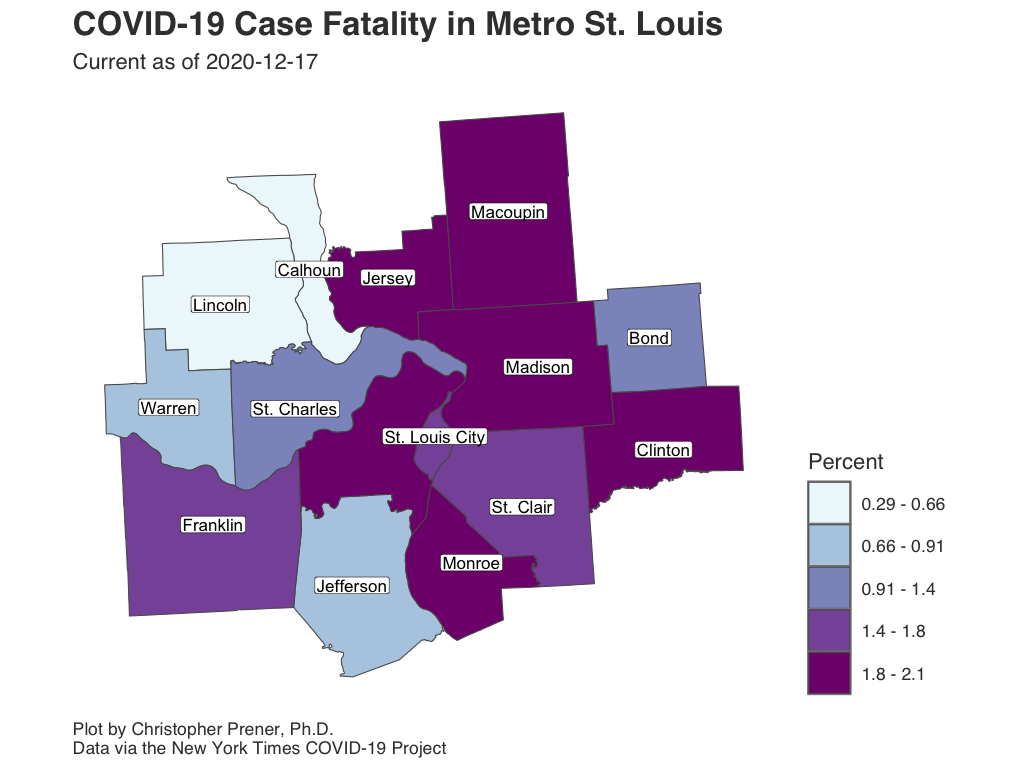 COVID-19 Case Fatality in Metro St. Louis
Current as of 2020-12-17
Macoupin
Calhoun
Jersey
Lincoln
Bond
Madison
Warren
St. Charles
St. Louis City
Clinton
St. Clair
Franklin
Monroe
Jefferson
Percent
0.29 - 0.66
0.66 - 0.91
0.91 - 1.4
1.4 - 1.8
1.8 - 2.1
Plot by Christopher Prener, Ph.D.
Data via the New York Times COVID-19 Project